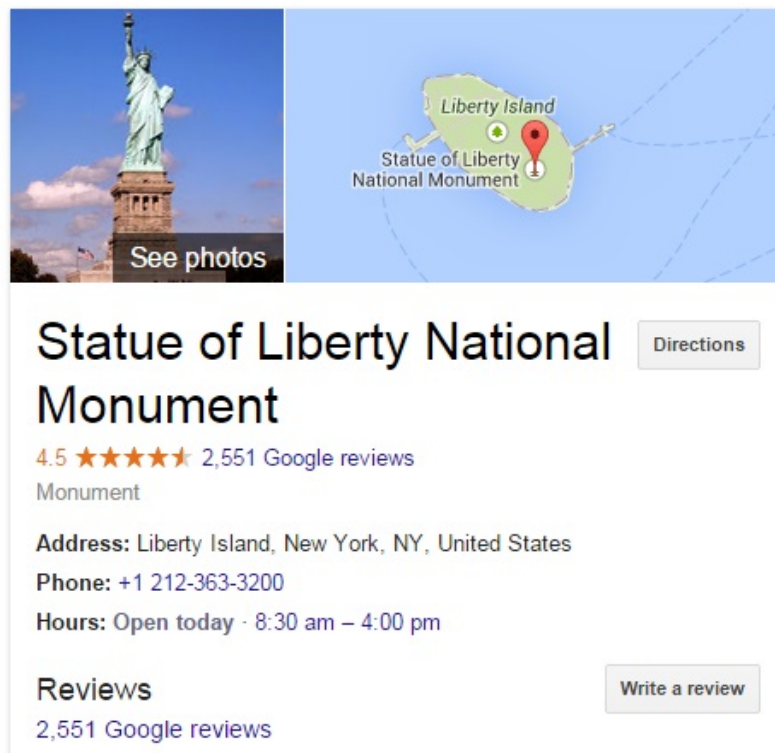 See photos
Liberty Island
Statue of Liberty
National Monument
Statue of Liberty National
Monument
Directions
4.5 ★★★★★ 2,551 Google reviews
Monument
Address: Liberty Island, New York, NY, United States
Phone: +1 212-363-3200
Hours: Open today · 8:30 am – 4:00 pm
Reviews
Write a review
2,551 Google reviews